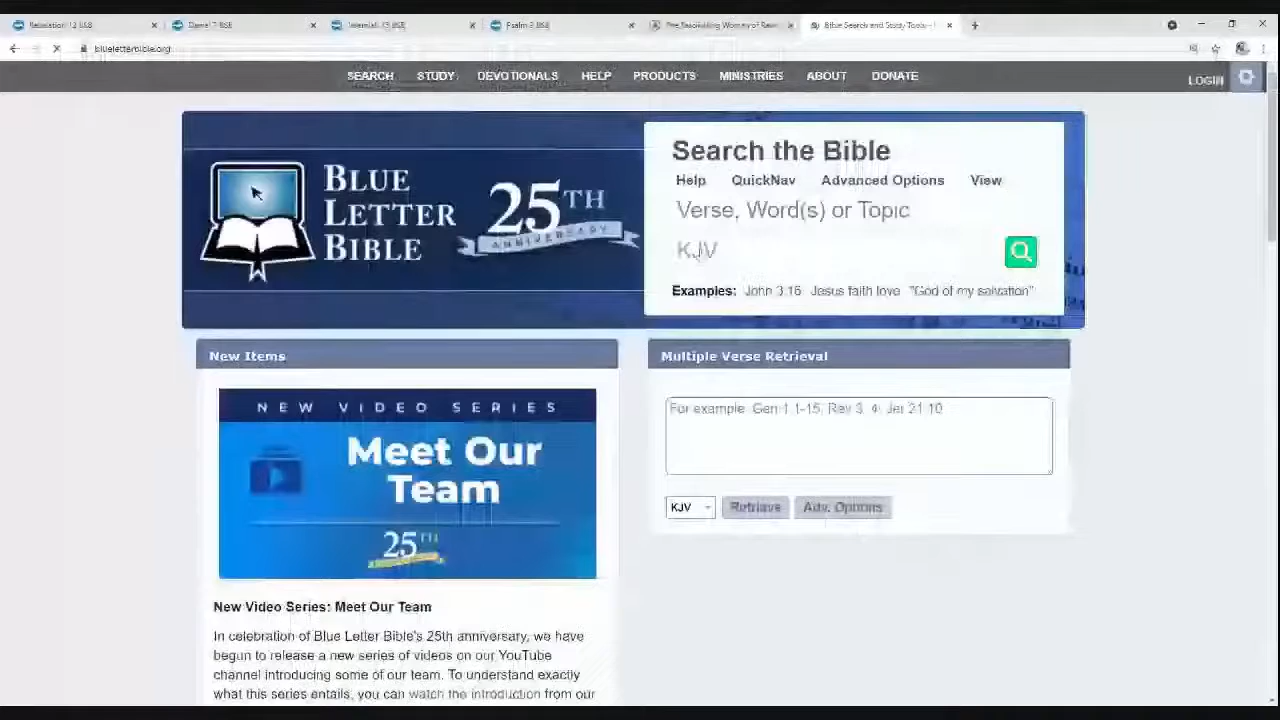 Revelation 12 BSB
Daniel 7 BSB
Jeremiah 13 BSB
Psalm 2 BSB
Bible Search and Study Tools -
blueletterbible.org
SEARCH STUDY DEVOTIONALS HELP PRODUCTS MINISTRIES ABOUT DONATE
LOGIN
BLUE
LETTER
BIBLE
25TH
ANNIVERSARY
Search the Bible
Help QuickNav Advanced Options View
Verse, Word(s) or Topic
KJV
Examples: John 3:16 Jesus faith love "God of my salvation"
New Items
NEW VIDEO SERIES
Meet Our
Team
25TH
New Video Series: Meet Our Team
In celebration of Blue Letter Bible's 25th anniversary, we have
begun to release a new series of videos on our YouTube
channel introducing some of our team. To understand exactly
what this series entails, you can watch the introduction from our
Multiple Verse Retrieval
For example: Gen 1:1-15; Rev 3, 4; Jer 21:10
KJV Retrieve Adv. Options